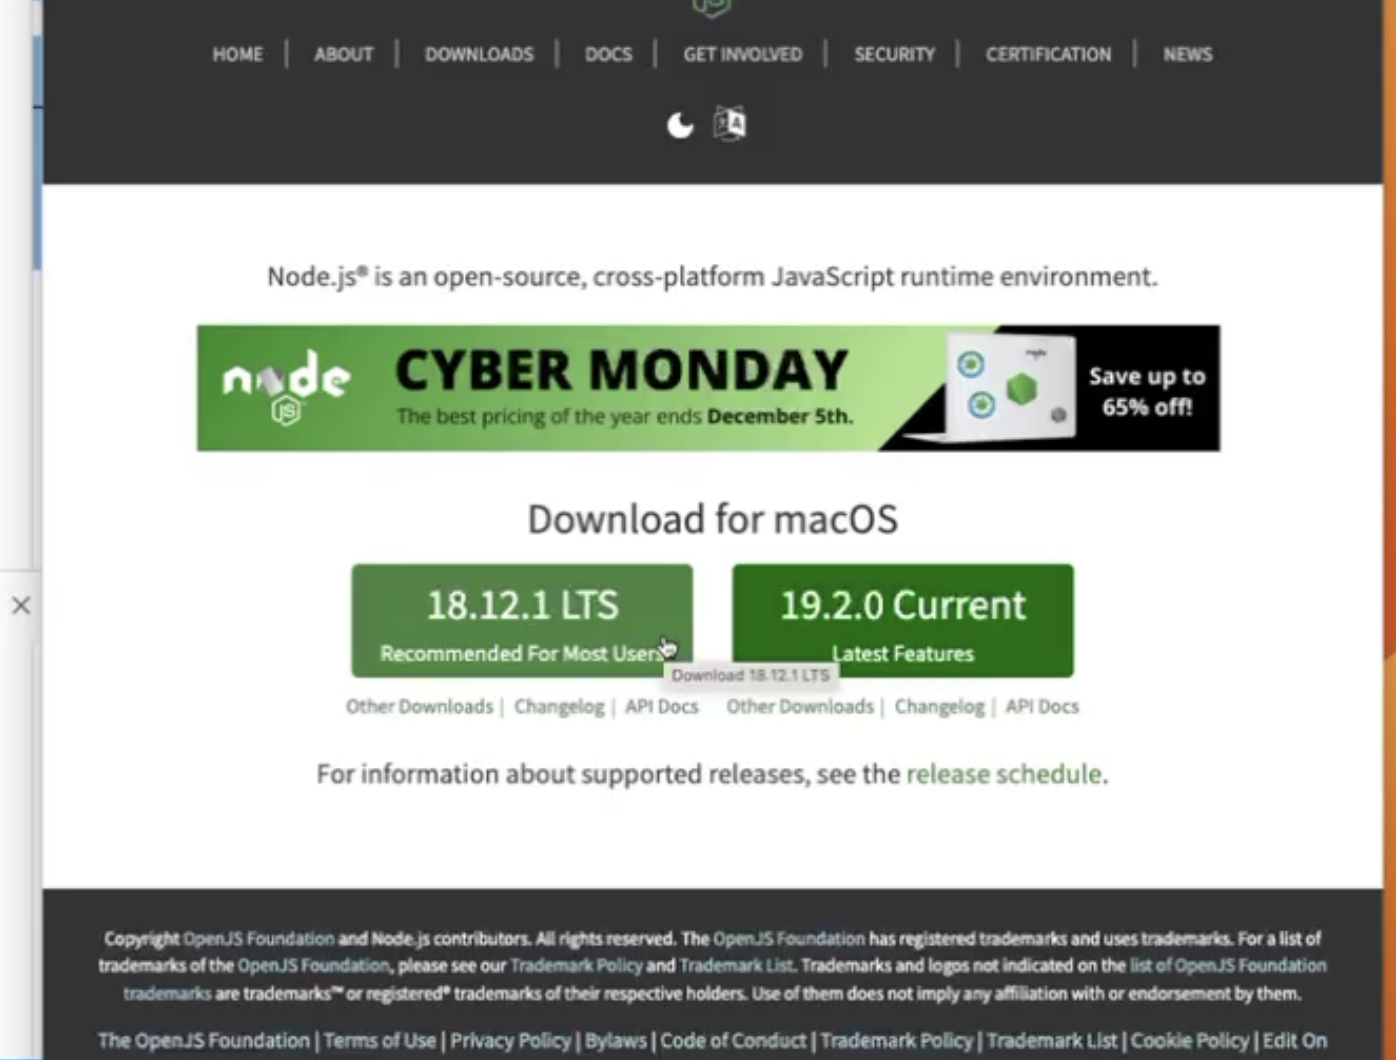 JS
HOME | ABOUT | DOWNLOADS | DOCS | GET INVOLVED | SECURITY | CERTIFICATION | NEWS
A
Node.js® is an open-source, cross-platform JavaScript runtime environment.
node
JS
CYBER MONDAY
The best pricing of the year ends December 5th.
Save up to
65% off!
Download for macOS
18.12.1 LTS
Recommended For Most Users
19.2.0 Current
Latest Features
Download 18.12.1 LTS
Other Downloads | Changelog | API Docs
Other Downloads | Changelog | API Docs
For information about supported releases, see the release schedule.
Copyright OpenJS Foundation and Node.js contributors. All rights reserved. The OpenJS Foundation has registered trademarks and uses trademarks. For a list of
trademarks of the OpenJS Foundation, please see our Trademark Policy and Trademark List. Trademarks and logos not indicated on the list of OpenJS Foundation
trademarks are trademarks™ or registered® trademarks of their respective holders. Use of them does not imply any affiliation with or endorsement by them.
The OpenJS Foundation | Terms of Use | Privacy Policy | Bylaws | Code of Conduct | Trademark Policy | Trademark List | Cookie Policy | Edit On